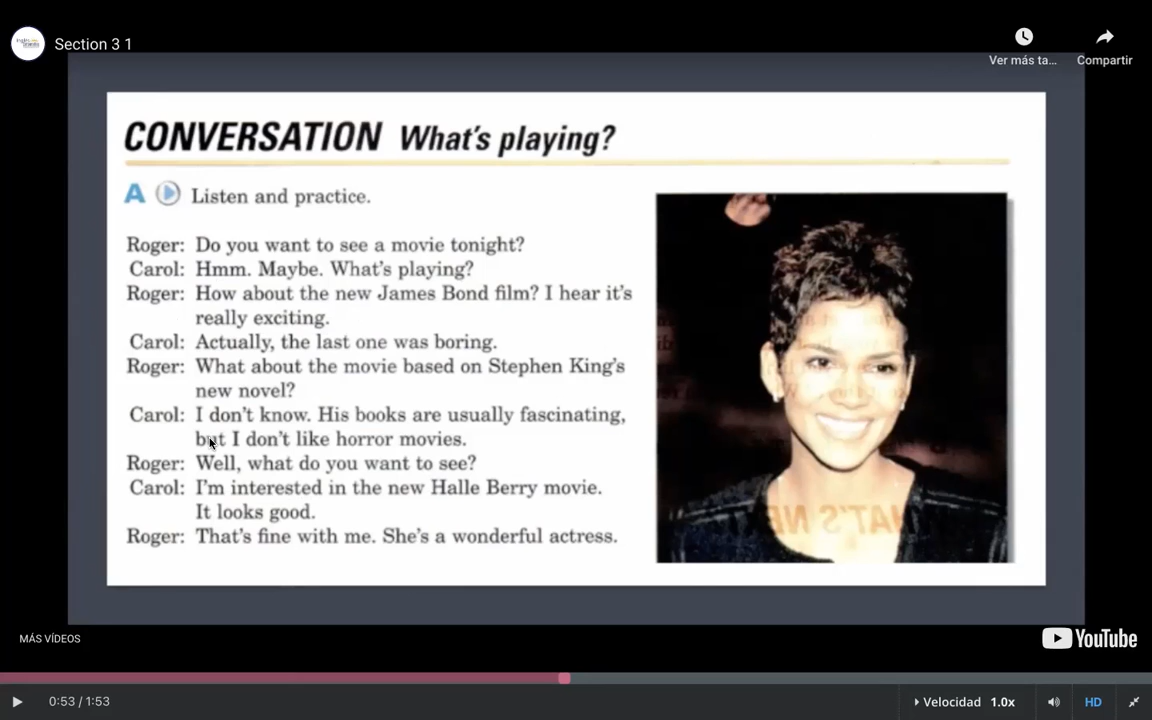 Section 3 1
Ver más ta...
Compartir
CONVERSATION What's playing?
A Listen and practice.
Roger: Do you want to see a movie tonight?
Carol: Hmm. Maybe. What's playing?
Roger: How about the new James Bond film? I hear it's
really exciting.
Carol: Actually, the last one was boring.
Roger: What about the movie based on Stephen King's
new novel?
Carol: I don't know. His books are usually fascinating,
but I don't like horror movies.
Roger: Well, what do you want to see?
Carol: I'm interested in the new Halle Berry movie.
It looks good.
Roger: That's fine with me. She's a wonderful actress.
MÁS VÍDEOS
YouTube
0:53 / 1:53
Velocidad 1.0x
HD